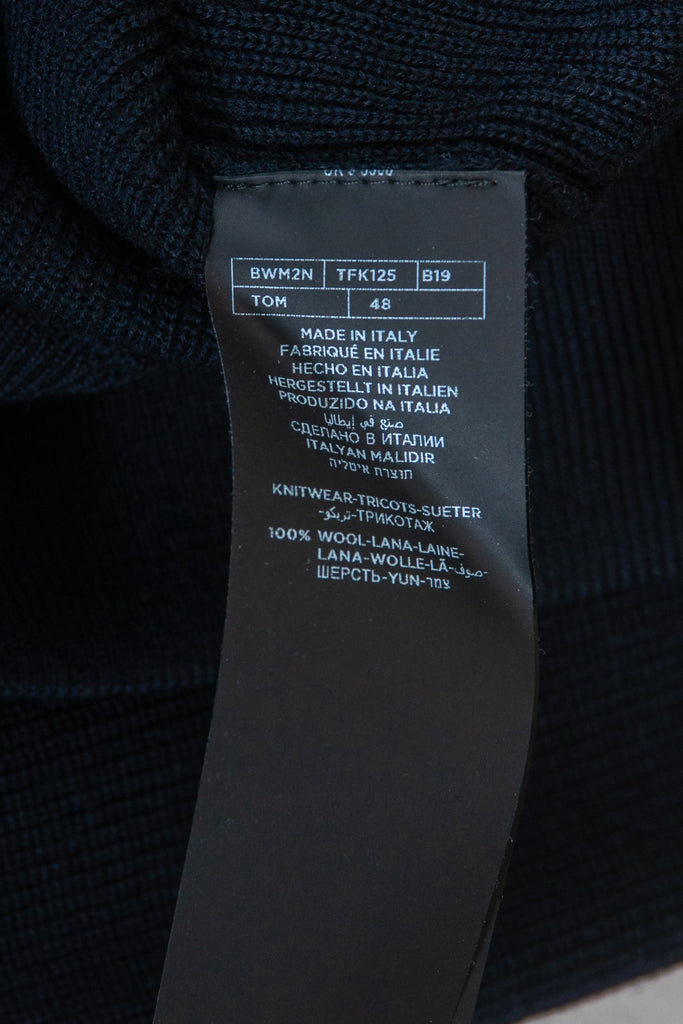 BWM2N TFK125 B19
TOM 48
MADE IN ITALY
FABRIQUÉ EN ITALIE
HECHO EN ITALIA
HERGESTELLT IN ITALIEN
PRODUZIDO NA ITALIA
صنع في إيطاليا
СДЕЛАНО В ИТАЛИИ
ITALYAN MALIDIR
תוצרת איטליה
KNITWEAR-TRICOTS-SUETER
-تريكو-ТРИКОТАЖ
100% WOOL-LANA-LAINE-
LANA-WOLLE-LÃ-صوف-
ШЕРСТЬ-YUN-צמר